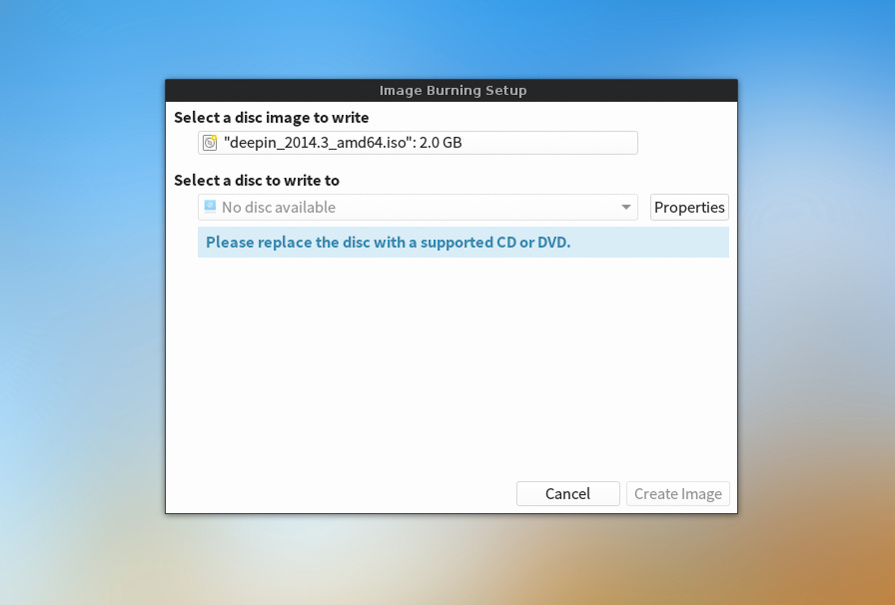 Image Burning Setup
Select a disc image to write
"deepin_2014.3_amd64.iso": 2.0 GB
Select a disc to write to
No disc available
Properties
Please replace the disc with a supported CD or DVD.
Cancel
Create Image